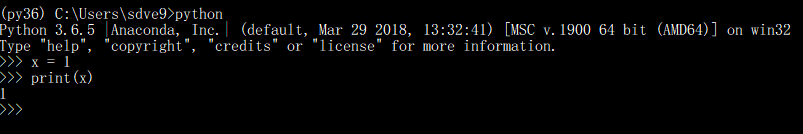 (py36) C:\Users\sdve9>python
Python 3.6.5 |Anaconda, Inc.| (default, Mar 29 2018, 13:32:41) [MSC v.1900 64 bit (AMD64)] on win32
Type "help", "copyright", "credits" or "license" for more information.
>>> x = 1
>>> print(x)
1
>>>